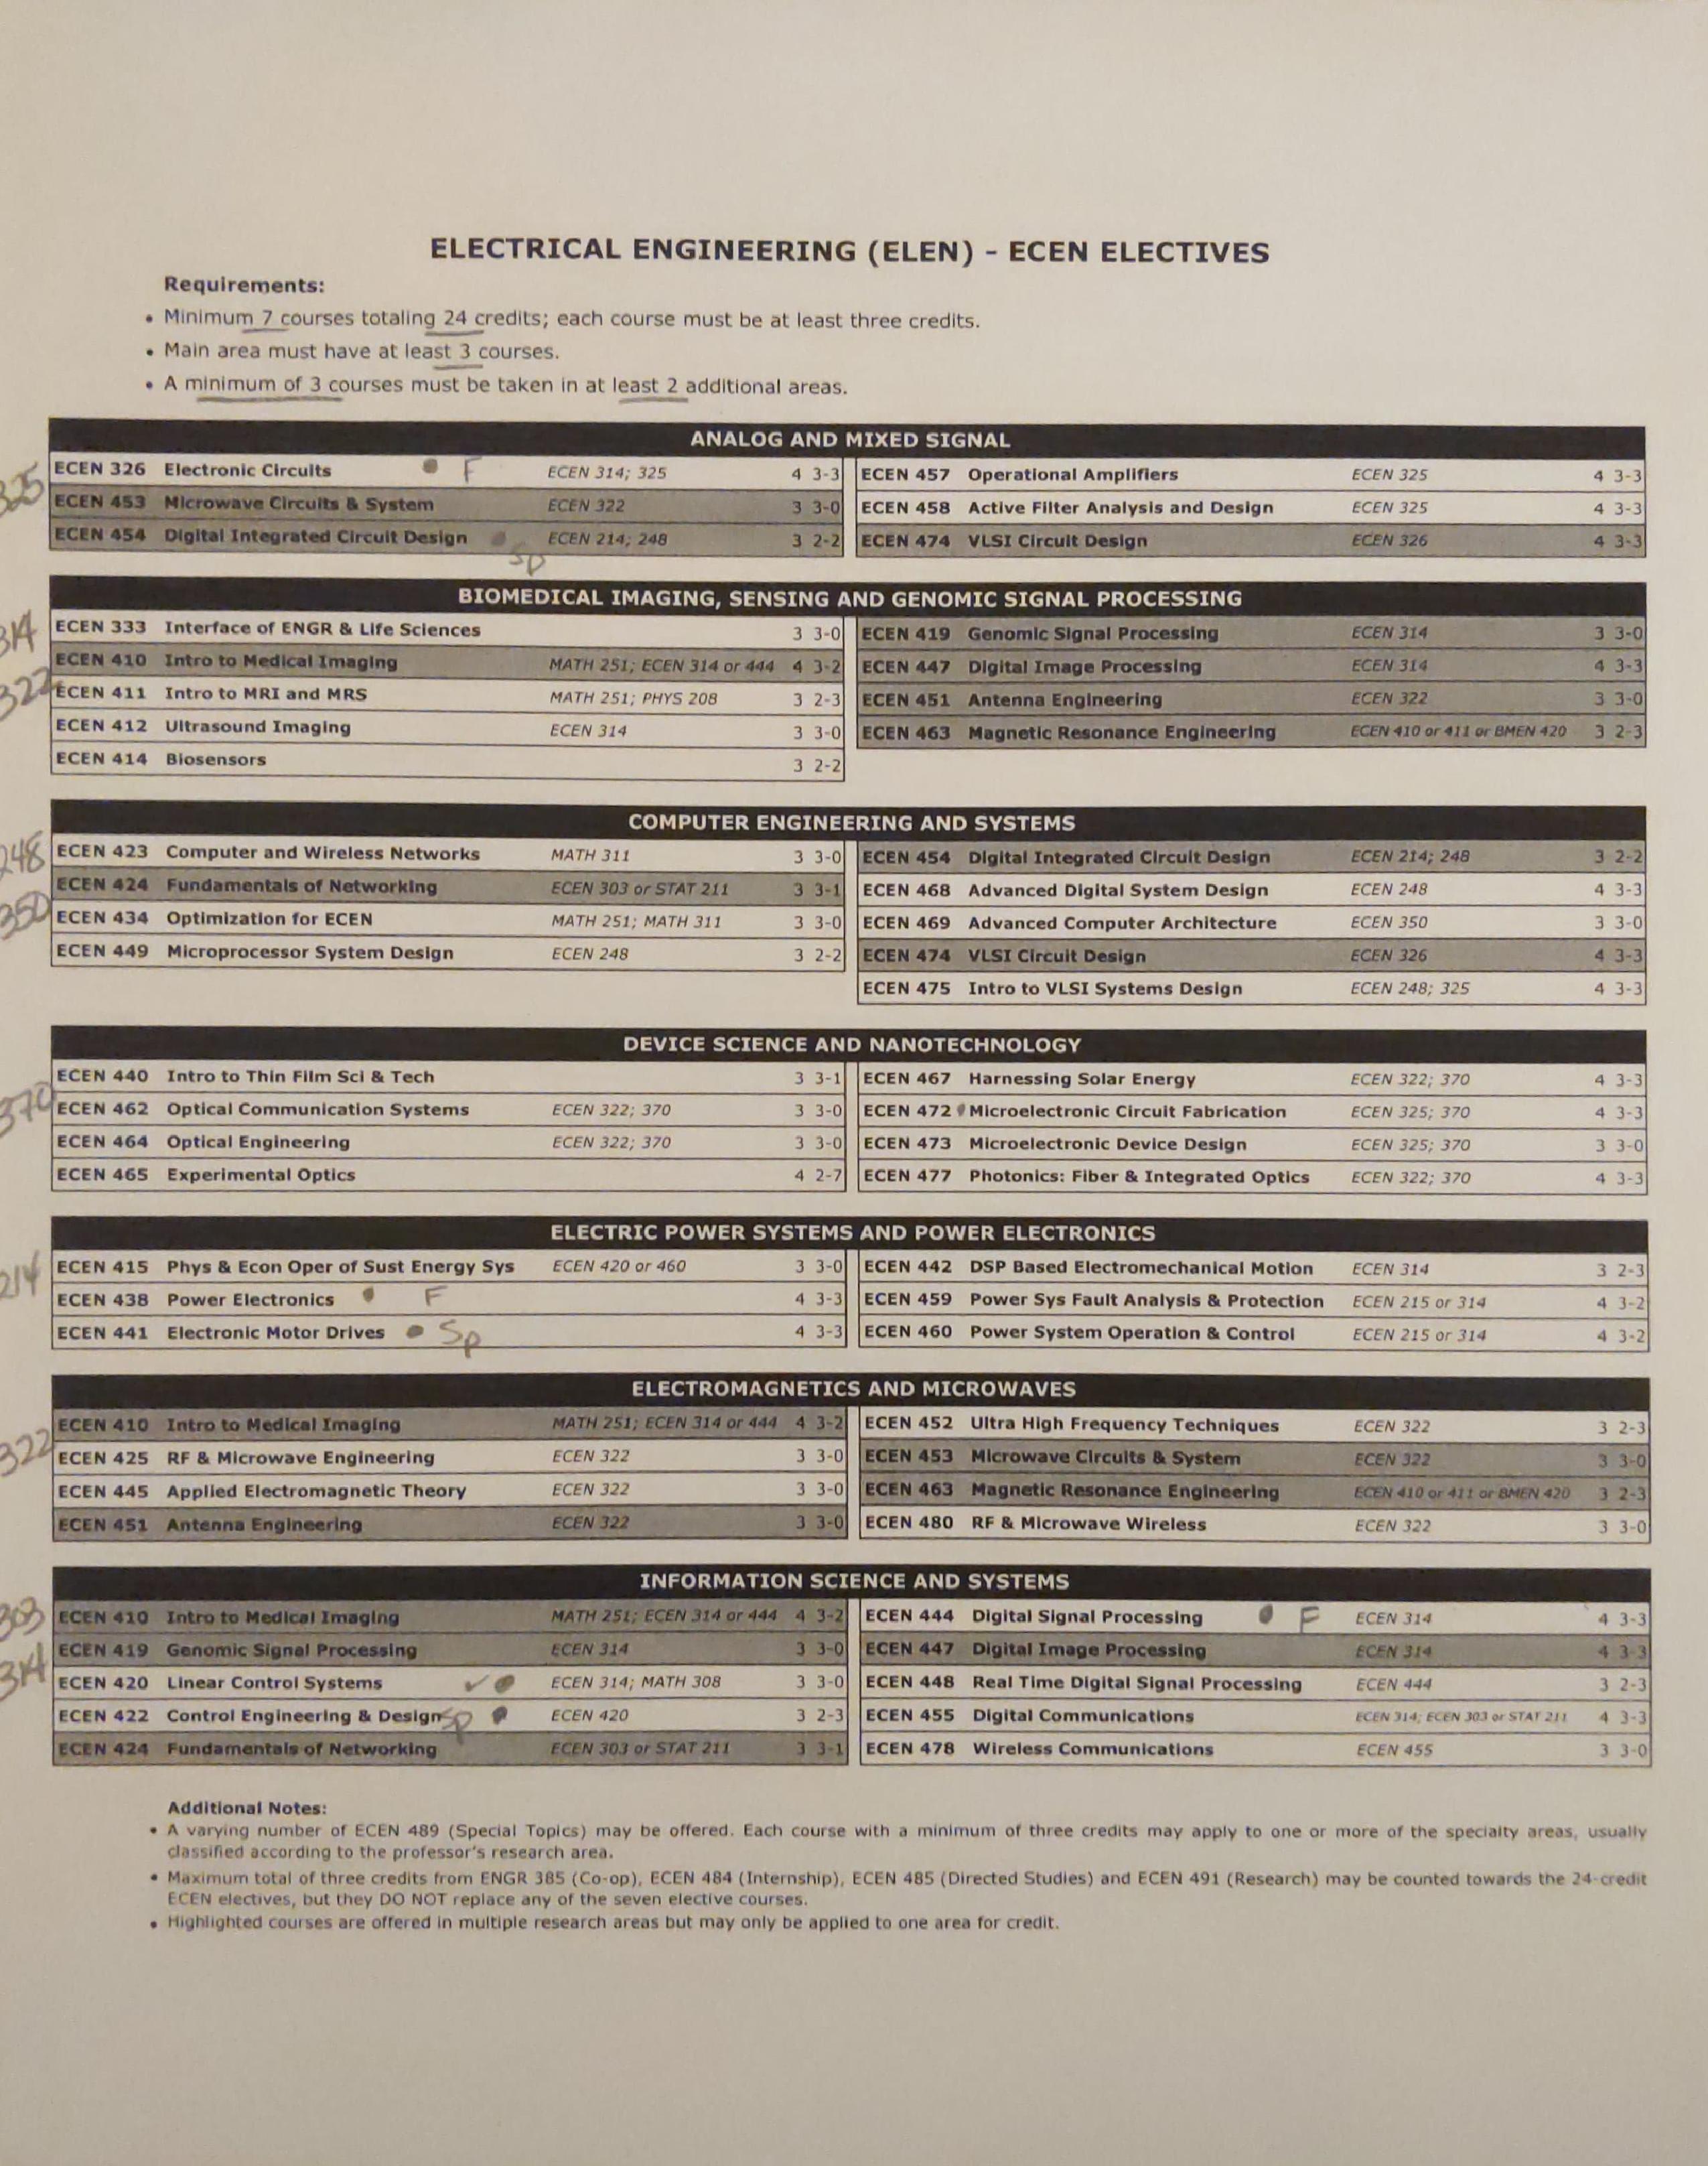 ELECTRICAL ENGINEERING (ELEN) - ECEN ELECTIVES
Requirements:
• Minimum 7 courses totaling 24 credits; each course must be at least three credits.
• Main area must have at least 3 courses.
• A minimum of 3 courses must be taken in at least 2 additional areas.
ANALOG AND MIXED SIGNAL
325
ECEN 326 Electronic Circuits • F ECEN 314; 325 4 3-3
ECEN 453 Microwave Circuits & System ECEN 322 3 3-0
ECEN 454 Digital Integrated Circuit Design • Sp ECEN 214; 248 3 2-2
ECEN 457 Operational Amplifiers ECEN 325 4 3-3
ECEN 458 Active Filter Analysis and Design ECEN 325 4 3-3
ECEN 474 VLSI Circuit Design ECEN 326 4 3-3
BIOMEDICAL IMAGING, SENSING AND GENOMIC SIGNAL PROCESSING
314
322
ECEN 333 Interface of ENGR & Life Sciences 3 3-0
ECEN 410 Intro to Medical Imaging MATH 251; ECEN 314 or 444 4 3-2
ECEN 411 Intro to MRI and MRS MATH 251; PHYS 208 3 2-3
ECEN 412 Ultrasound Imaging ECEN 314 3 3-0
ECEN 414 Biosensors 3 2-2
ECEN 419 Genomic Signal Processing ECEN 314 3 3-0
ECEN 447 Digital Image Processing ECEN 314 4 3-3
ECEN 451 Antenna Engineering ECEN 322 3 3-0
ECEN 463 Magnetic Resonance Engineering ECEN 410 or 411 or BMEN 420 3 2-3
COMPUTER ENGINEERING AND SYSTEMS
248
350
ECEN 423 Computer and Wireless Networks MATH 311 3 3-0
ECEN 424 Fundamentals of Networking ECEN 303 or STAT 211 3 3-1
ECEN 434 Optimization for ECEN MATH 251; MATH 311 3 3-0
ECEN 449 Microprocessor System Design ECEN 248 3 2-2
ECEN 454 Digital Integrated Circuit Design ECEN 214; 248 3 2-2
ECEN 468 Advanced Digital System Design ECEN 248 4 3-3
ECEN 469 Advanced Computer Architecture ECEN 350 3 3-0
ECEN 474 VLSI Circuit Design ECEN 326 4 3-3
ECEN 475 Intro to VLSI Systems Design ECEN 248; 325 4 3-3
DEVICE SCIENCE AND NANOTECHNOLOGY
370
ECEN 440 Intro to Thin Film Sci & Tech 3 3-1
ECEN 462 Optical Communication Systems ECEN 322; 370 3 3-0
ECEN 464 Optical Engineering ECEN 322; 370 3 3-0
ECEN 465 Experimental Optics 4 2-7
ECEN 467 Harnessing Solar Energy ECEN 322; 370 4 3-3
ECEN 472 • Microelectronic Circuit Fabrication ECEN 325; 370 4 3-3
ECEN 473 Microelectronic Device Design ECEN 325; 370 3 3-0
ECEN 477 Photonics: Fiber & Integrated Optics ECEN 322; 370 4 3-3
ELECTRIC POWER SYSTEMS AND POWER ELECTRONICS
214
ECEN 415 Phys & Econ Oper of Sust Energy Sys ECEN 420 or 460 3 3-0
ECEN 438 Power Electronics • F 4 3-3
ECEN 441 Electronic Motor Drives • Sp 4 3-3
ECEN 442 DSP Based Electromechanical Motion ECEN 314 3 2-3
ECEN 459 Power Sys Fault Analysis & Protection ECEN 215 or 314 4 3-2
ECEN 460 Power System Operation & Control ECEN 215 or 314 4 3-2
ELECTROMAGNETICS AND MICROWAVES
322
ECEN 410 Intro to Medical Imaging MATH 251; ECEN 314 or 444 4 3-2
ECEN 425 RF & Microwave Engineering ECEN 322 3 3-0
ECEN 445 Applied Electromagnetic Theory ECEN 322 3 3-0
ECEN 451 Antenna Engineering ECEN 322 3 3-0
ECEN 452 Ultra High Frequency Techniques ECEN 322 3 2-3
ECEN 453 Microwave Circuits & System ECEN 322 3 3-0
ECEN 463 Magnetic Resonance Engineering ECEN 410 or 411 or BMEN 420 3 2-3
ECEN 480 RF & Microwave Wireless ECEN 322 3 3-0
INFORMATION SCIENCE AND SYSTEMS
303
314
ECEN 410 Intro to Medical Imaging MATH 251; ECEN 314 or 444 4 3-2
ECEN 419 Genomic Signal Processing ECEN 314 3 3-0
ECEN 420 Linear Control Systems ✓ • ECEN 314; MATH 308 3 3-0
ECEN 422 Control Engineering & Design Sp • ECEN 420 3 2-3
ECEN 424 Fundamentals of Networking ECEN 303 or STAT 211 3 3-1
ECEN 444 Digital Signal Processing • F ECEN 314 4 3-3
ECEN 447 Digital Image Processing ECEN 314 4 3-3
ECEN 448 Real Time Digital Signal Processing ECEN 444 3 2-3
ECEN 455 Digital Communications ECEN 314; ECEN 303 or STAT 211 4 3-3
ECEN 478 Wireless Communications ECEN 455 3 3-0
Additional Notes:
• A varying number of ECEN 489 (Special Topics) may be offered. Each course with a minimum of three credits may apply to one or more of the specialty areas, usually
classified according to the professor's research area.
• Maximum total of three credits from ENGR 385 (Co-op), ECEN 484 (Internship), ECEN 485 (Directed Studies) and ECEN 491 (Research) may be counted towards the 24-credit
ECEN electives, but they DO NOT replace any of the seven elective courses.
• Highlighted courses are offered in multiple research areas but may only be applied to one area for credit.